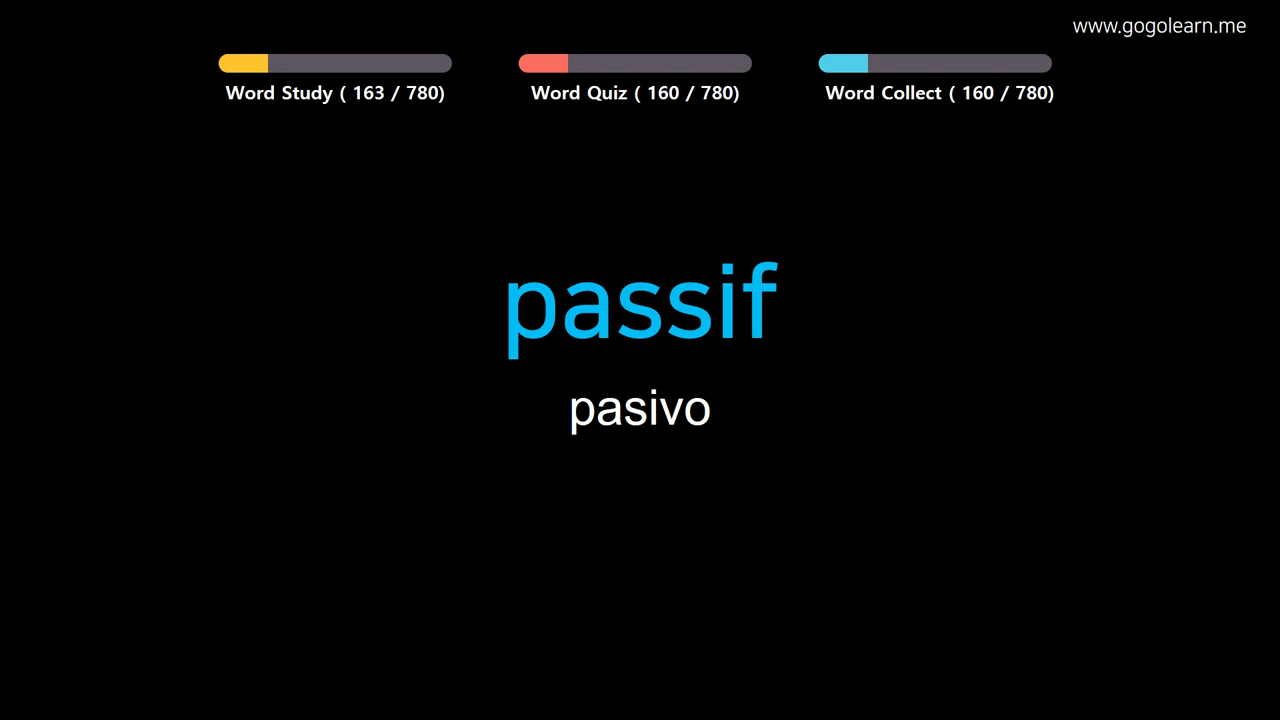 www.gogolearn.me
Word Study ( 163 / 780)
Word Quiz ( 160 / 780)
Word Collect ( 160 / 780)
passif
pasivo